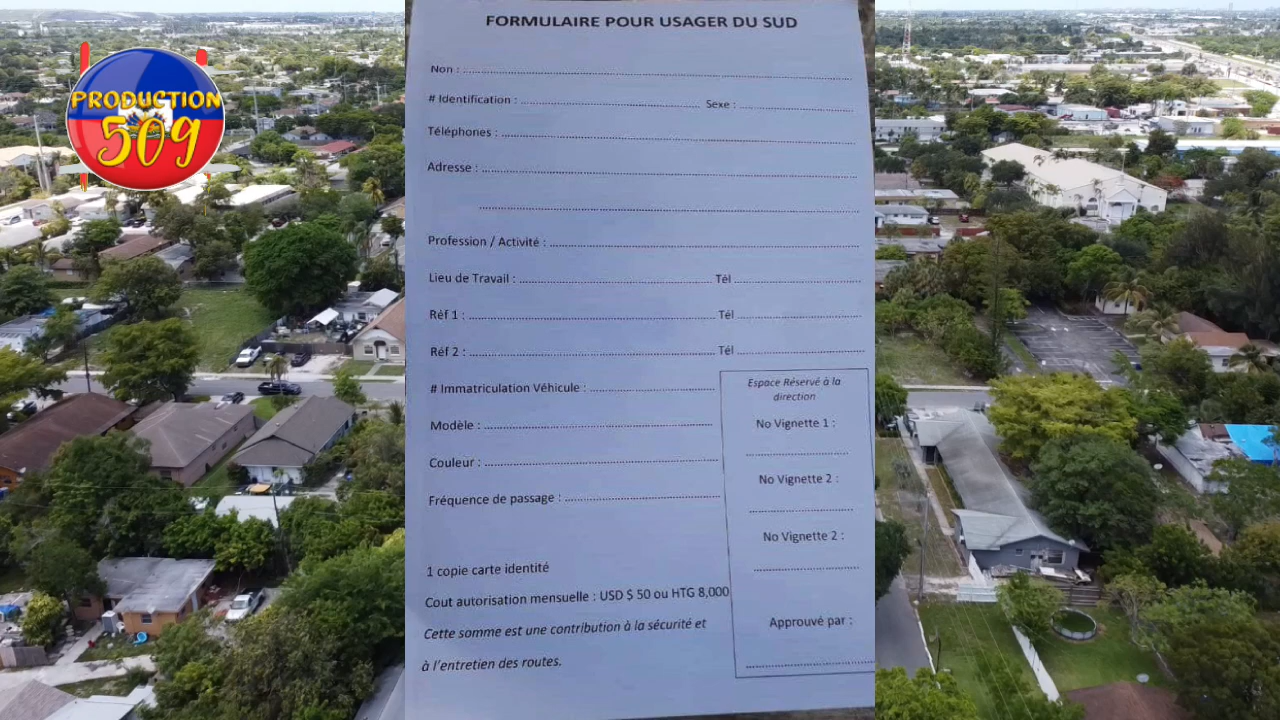 PRODUCTION
509
FORMULAIRE POUR USAGER DU SUD
Non :
# Identification : Sexe :
Téléphones :
Adresse :
Profession / Activité :
Lieu de Travail : Tél
Rèf 1 : Tél
Rèf 2 : Tél
# Immatriculation Véhicule :
Modèle :
Couleur :
Fréquence de passage :
1 copie carte identité
Cout autorisation mensuelle : USD $ 50 ou HTG 8,000
Cette somme est une contribution à la sécurité et
à l'entretien des routes.
Espace Réservé à la
direction
No Vignette 1 :
No Vignette 2 :
No Vignette 2 :
Approuvé par :